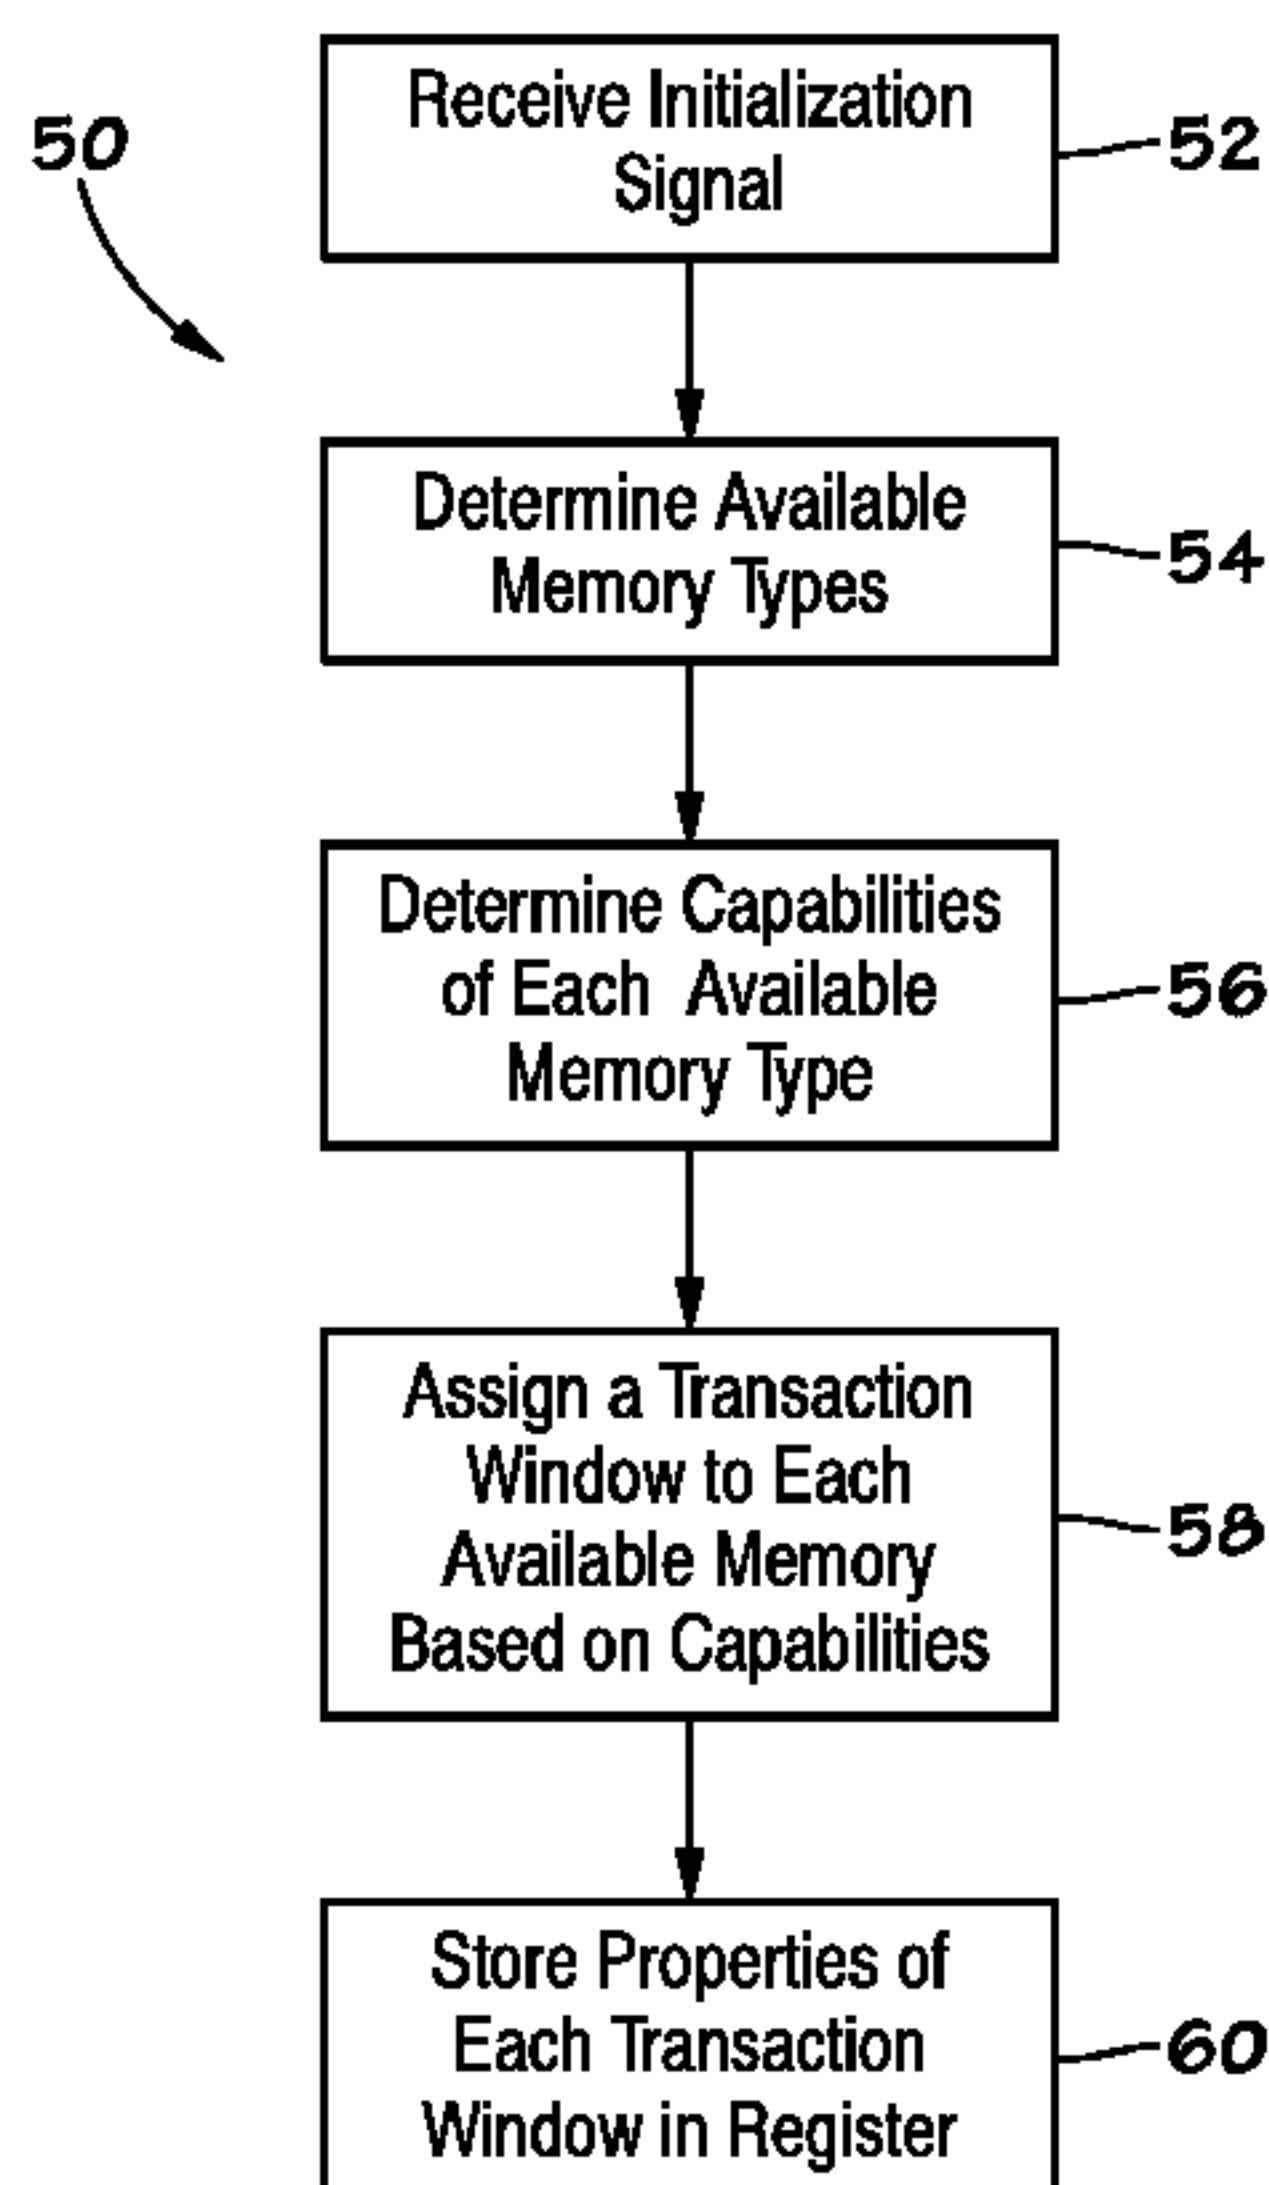 50
Receive Initialization
Signal
52
Determine Available
Memory Types
54
Determine Capabilities
of Each Available
Memory Type
56
Assign a Transaction
Window to Each
Available Memory
Based on Capabilities
58
Store Properties of
Each Transaction
Window in Register
60